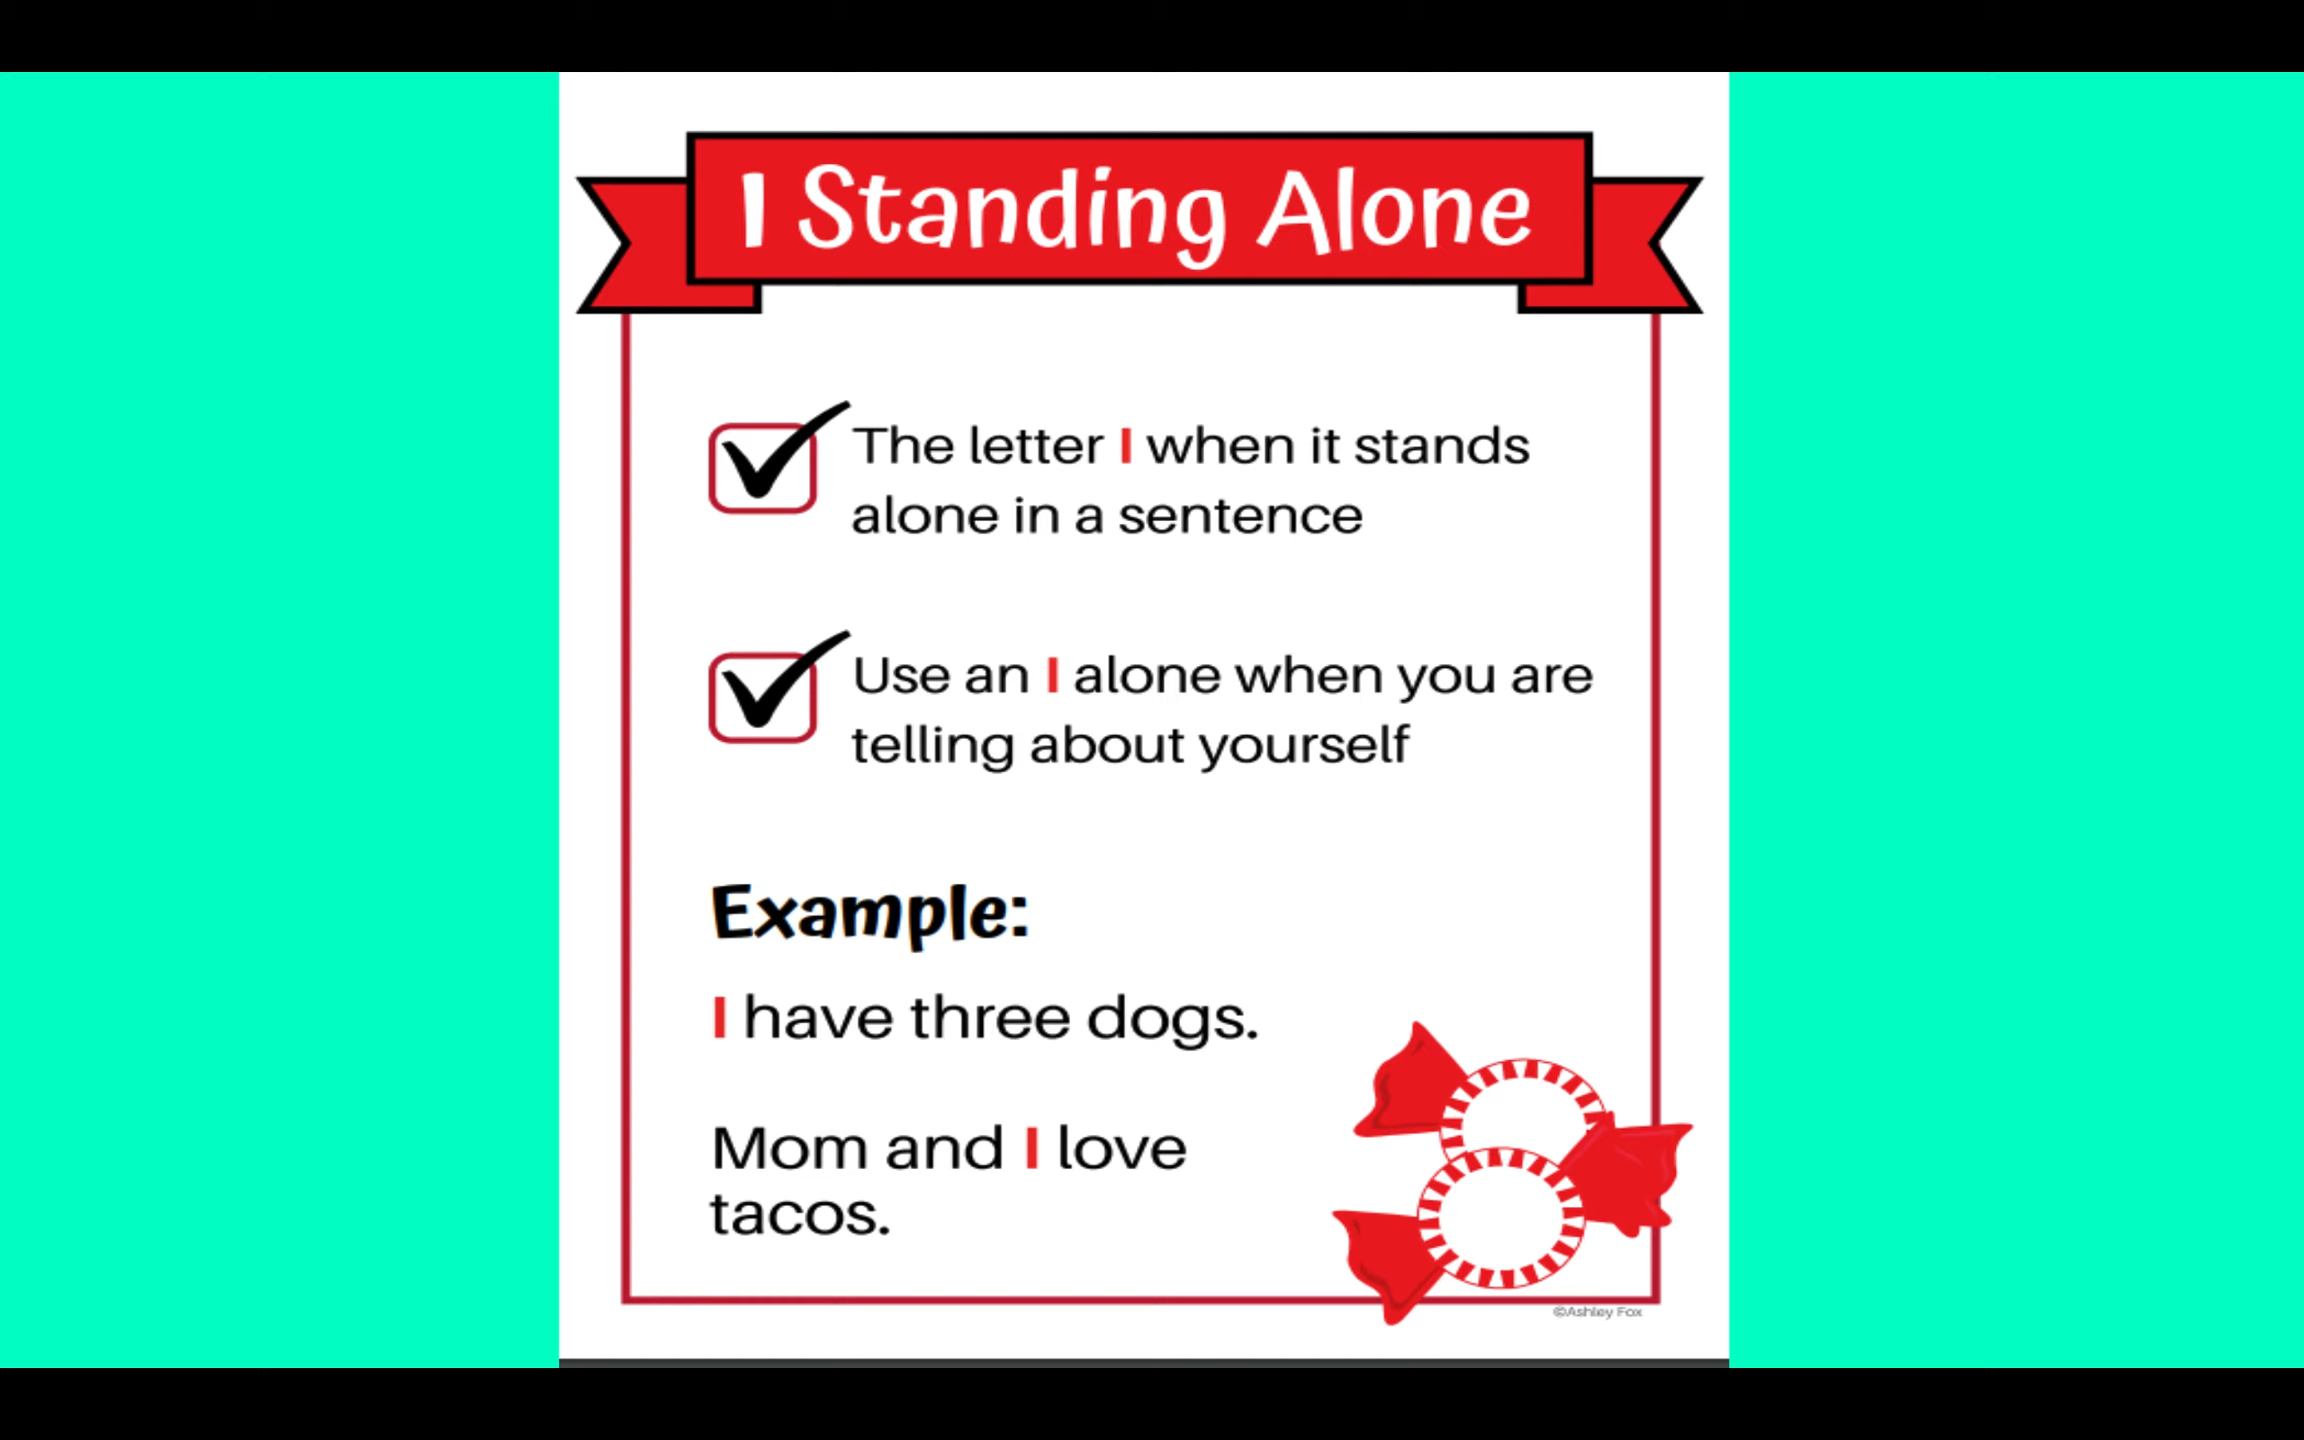 I Standing Alone
The letter I when it stands
alone in a sentence
Use an I alone when you are
telling about yourself
Example:
I have three dogs.
Mom and I love
tacos.
©Ashley Fox